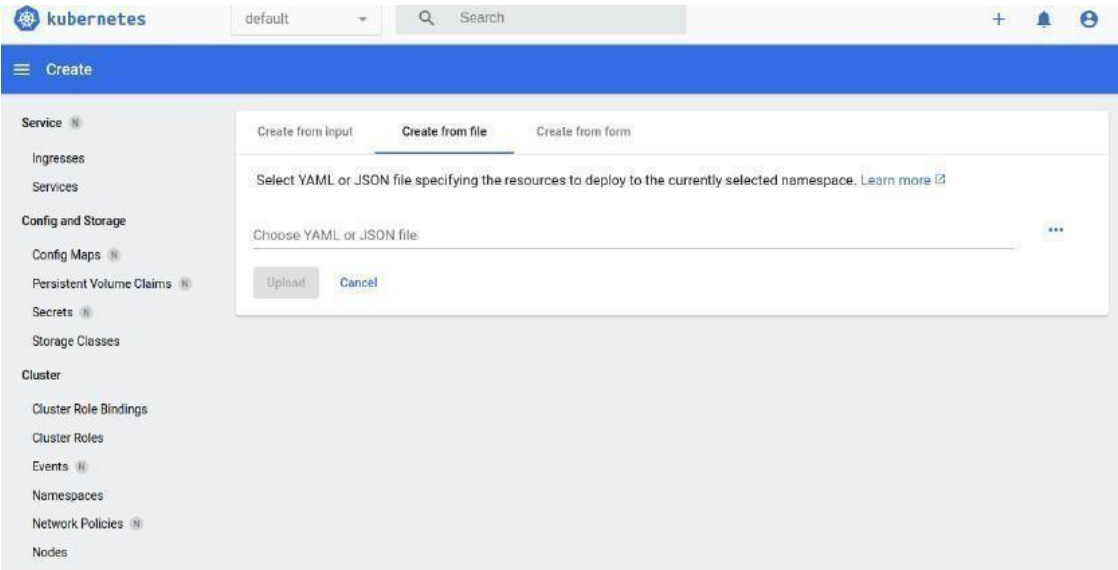 kubernetes
default
Search
Create
Service N
Ingresses
Services
Config and Storage
Config Maps N
Persistent Volume Claims N
Secrets N
Storage Classes
Cluster
Cluster Role Bindings
Cluster Roles
Events N
Namespaces
Network Policies N
Nodes
Create from input
Create from file
Create from form
Select YAML or JSON file specifying the resources to deploy to the currently selected namespace. Learn more
Choose YAML or JSON file
Upload
Cancel